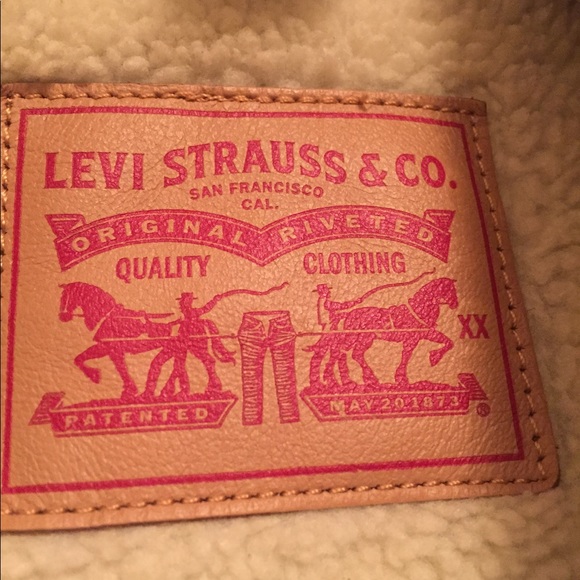 LEVI STRAUSS & CO.
SAN FRANCISCO
CAL.
ORIGINAL RIVETED
QUALITY CLOTHING
XX
PATENTED MAY 20 1873 ®